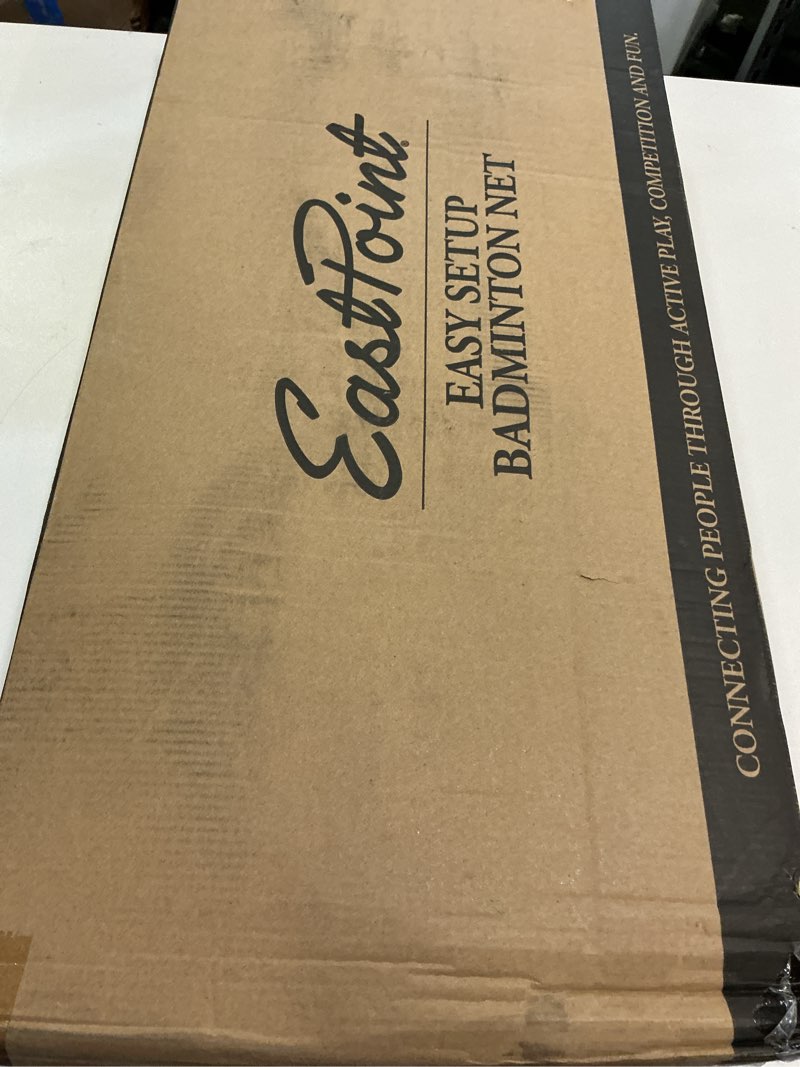 EastPoint
EASY SETUP
BADMINTON NET
CONNECTING PEOPLE THROUGH ACTIVE PLAY, COMPETITION AND FUN.